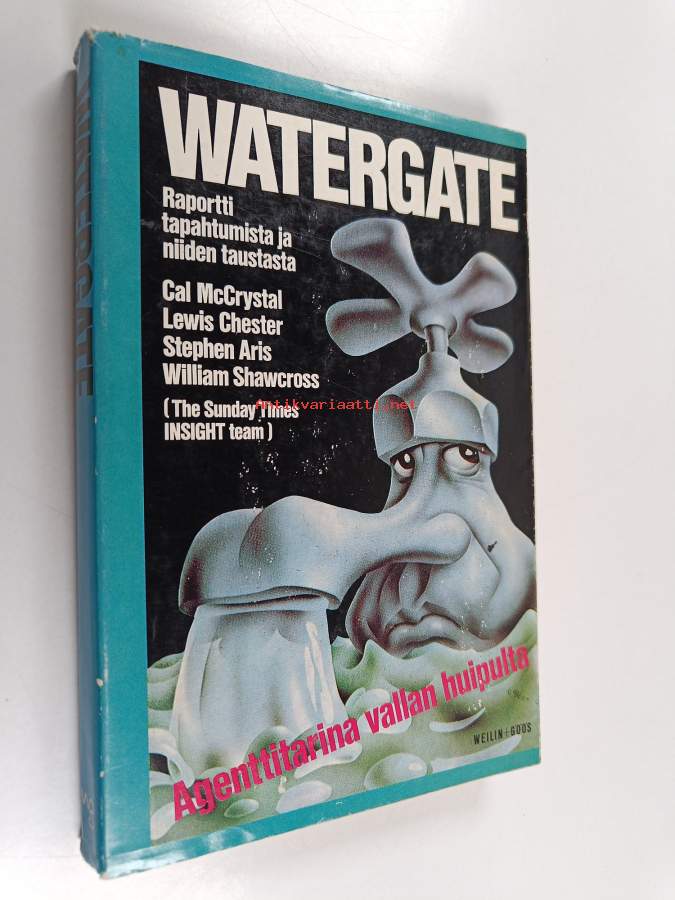 WATERGATE
Raportti
tapahtumista ja
niiden taustasta
Cal McCrystal
Lewis Chester
Stephen Aris
William Shawcross
(The Sunday Times
INSIGHT team)
Antikvariaatti.net
Agenttitarina vallan huipulta
WEILIN+GÖÖS
WATERGATE